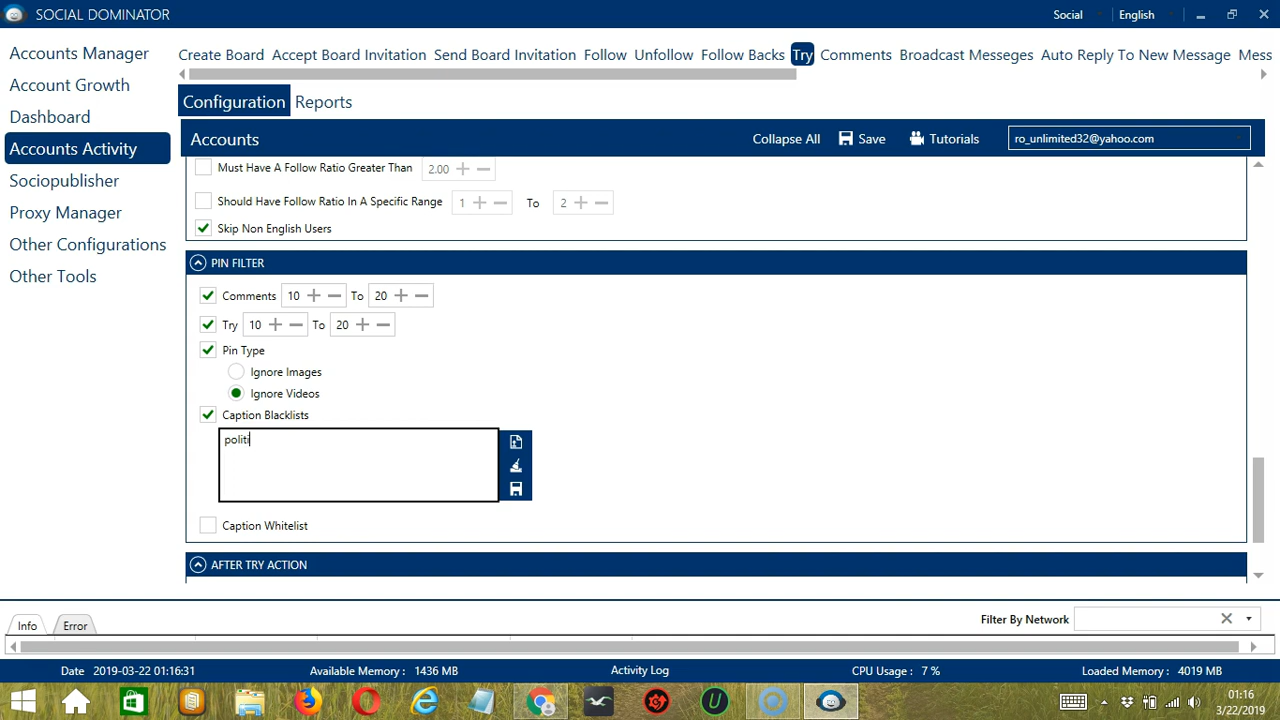 SOCIAL DOMINATOR
Social
English
Accounts Manager
Account Growth
Dashboard
Accounts Activity
Sociopublisher
Proxy Manager
Other Configurations
Other Tools
Create Board Accept Board Invitation Send Board Invitation Follow Unfollow Follow Backs Try Comments Broadcast Messeges Auto Reply To New Message Mess
Configuration Reports
Accounts
Collapse All Save Tutorials ro_unlimited32@yahoo.com
Must Have A Follow Ratio Greater Than 2.00
Should Have Follow Ratio In A Specific Range 1 To 2
Skip Non English Users
PIN FILTER
Comments 10 To 20
Try 10 To 20
Pin Type
Ignore Images
Ignore Videos
Caption Blacklists
politi
Caption Whitelist
AFTER TRY ACTION
Info Error
Filter By Network
Date 2019-03-22 01:16:31 Available Memory : 1436 MB Activity Log CPU Usage : 7 % Loaded Memory : 4019 MB
01:16
3/22/2019